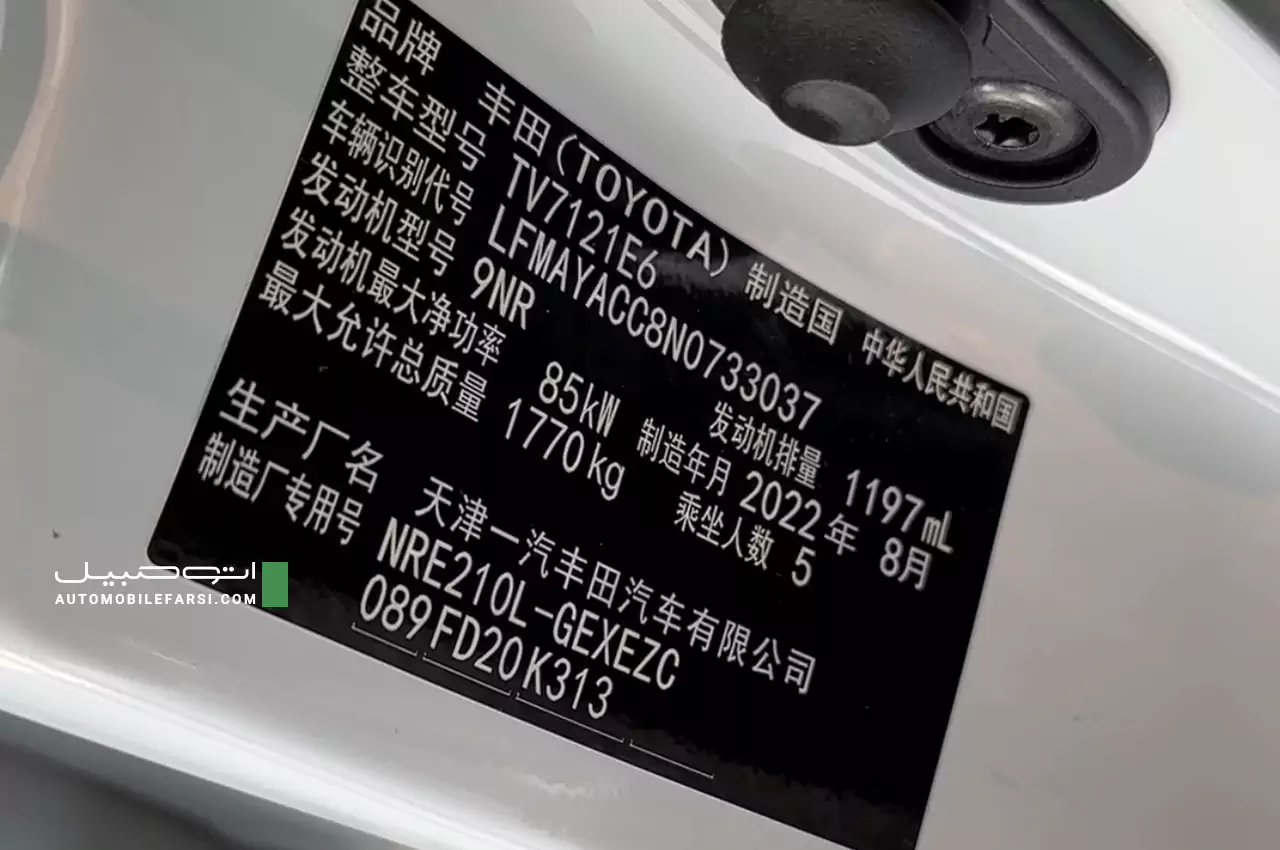 品牌 丰田(TOYOTA) 制造国 中华人民共和国
整车型号 TV7121E6
车辆识别代号 LFMAYACC8N0733037
发动机型号 9NR 发动机排量 1197mL
发动机最大净功率 85kW 制造年月 2022年 8月
最大允许总质量 1770kg 乘坐人数 5
生产厂名 天津一汽丰田汽车有限公司
制造厂专用号 NRE210L-GEXEZC
089FD20K313
اتومبیل
AUTOMOBILEFARSI.COM